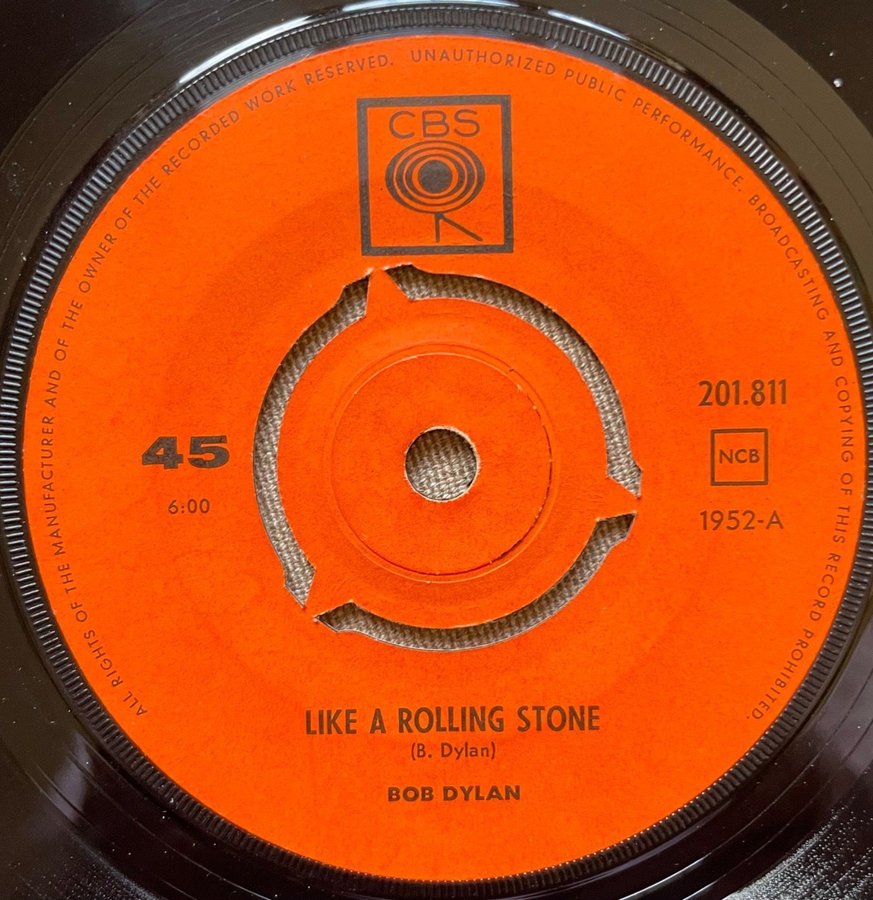 ALL RIGHTS OF THE MANUFACTURER AND OF THE OWNER OF THE RECORDED WORK RESERVED. UNAUTHORIZED PUBLIC PERFORMANCE. BROADCASTING AND COPYING OF THIS RECORD PROHIBITED.
CBS
201.811
45
NCB
6:00
1952-A
LIKE A ROLLING STONE
(B. Dylan)
BOB DYLAN